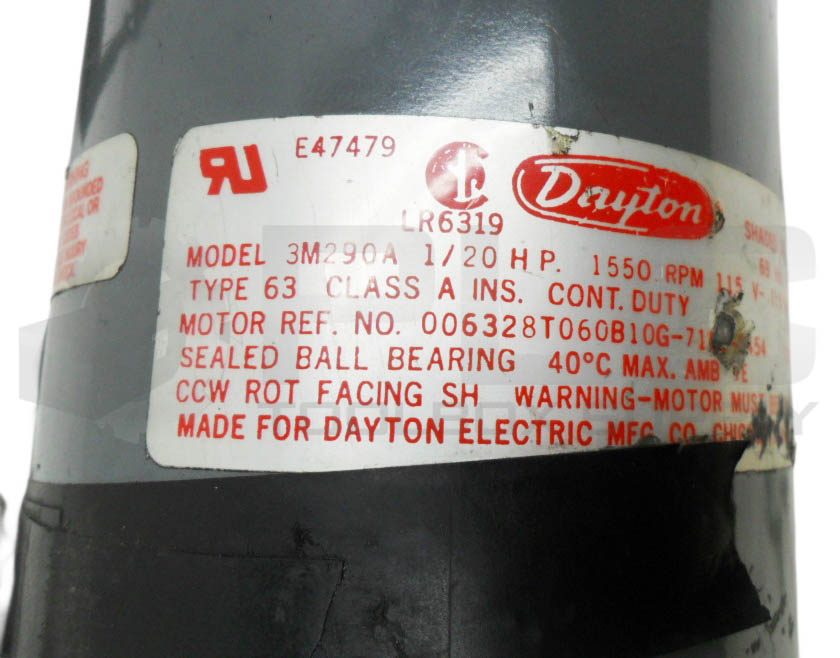 E47479
Dayton
LR6319
MODEL 3M290A 1/20 H P. 1550 RPM 115 V-
TYPE 63 CLASS A INS. CONT. DUTY
MOTOR REF. NO. 006328T060B10G-71
SEALED BALL BEARING 40°C MAX. AMB
CCW ROT FACING SH WARNING-MOTOR MUST
MADE FOR DAYTON ELECTRIC MFG CO
OR